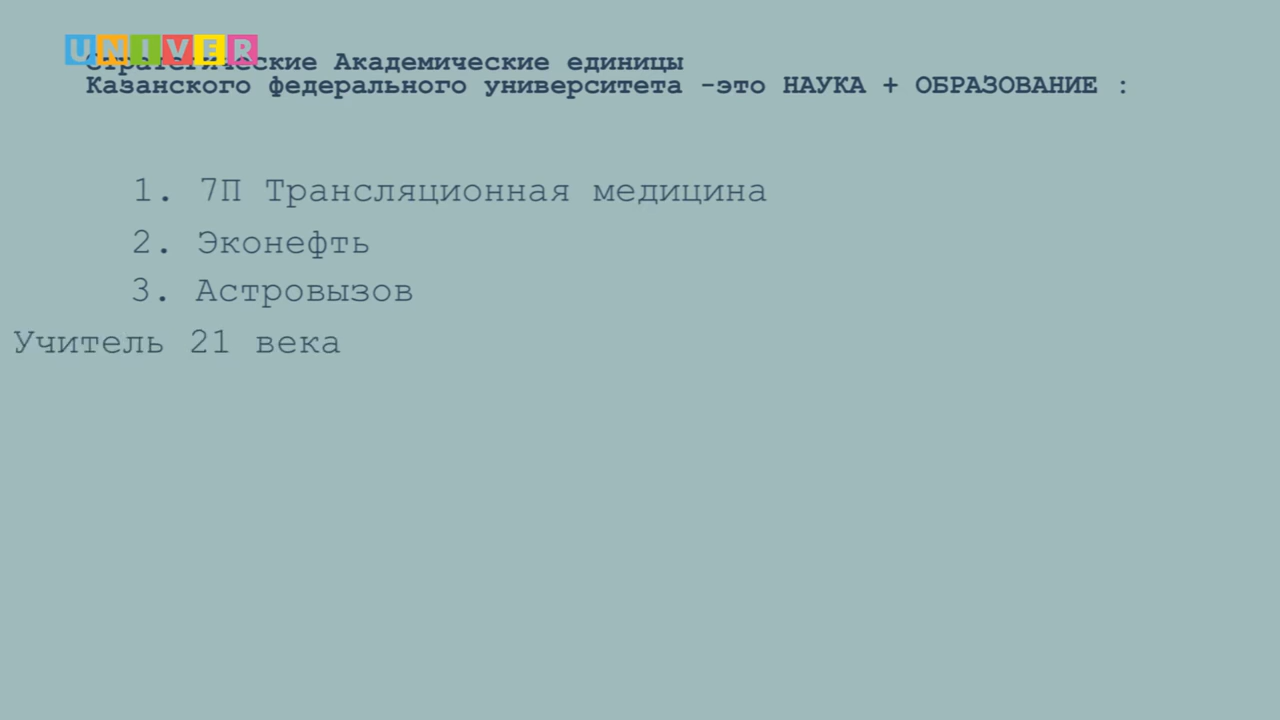 UNIVER
Стратегические Академические единицы
Казанского федерального университета -это НАУКА + ОБРАЗОВАНИЕ :
1. 7П Трансляционная медицина
2. Эконефть
3. Астровызов
Учитель 21 века